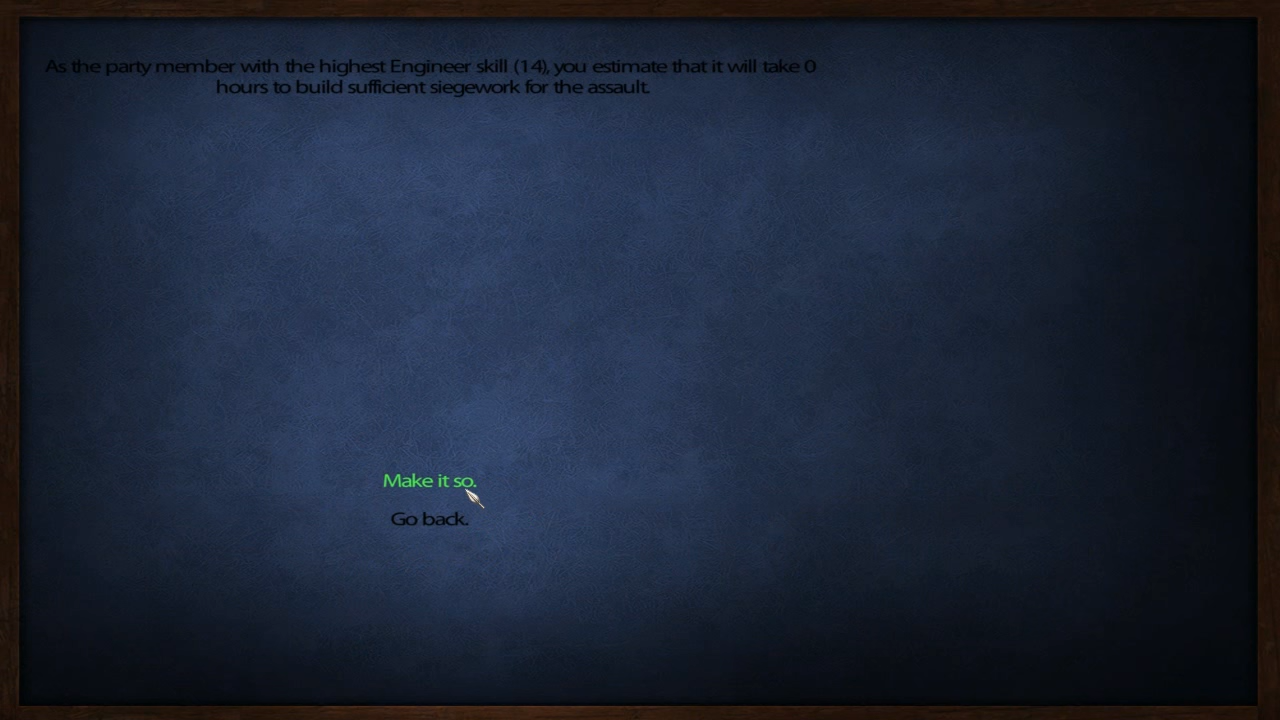 As the party member with the highest Engineer skill (14), you estimate that it will take 0
hours to build sufficient siegework for the assault.
Make it so.
Go back.